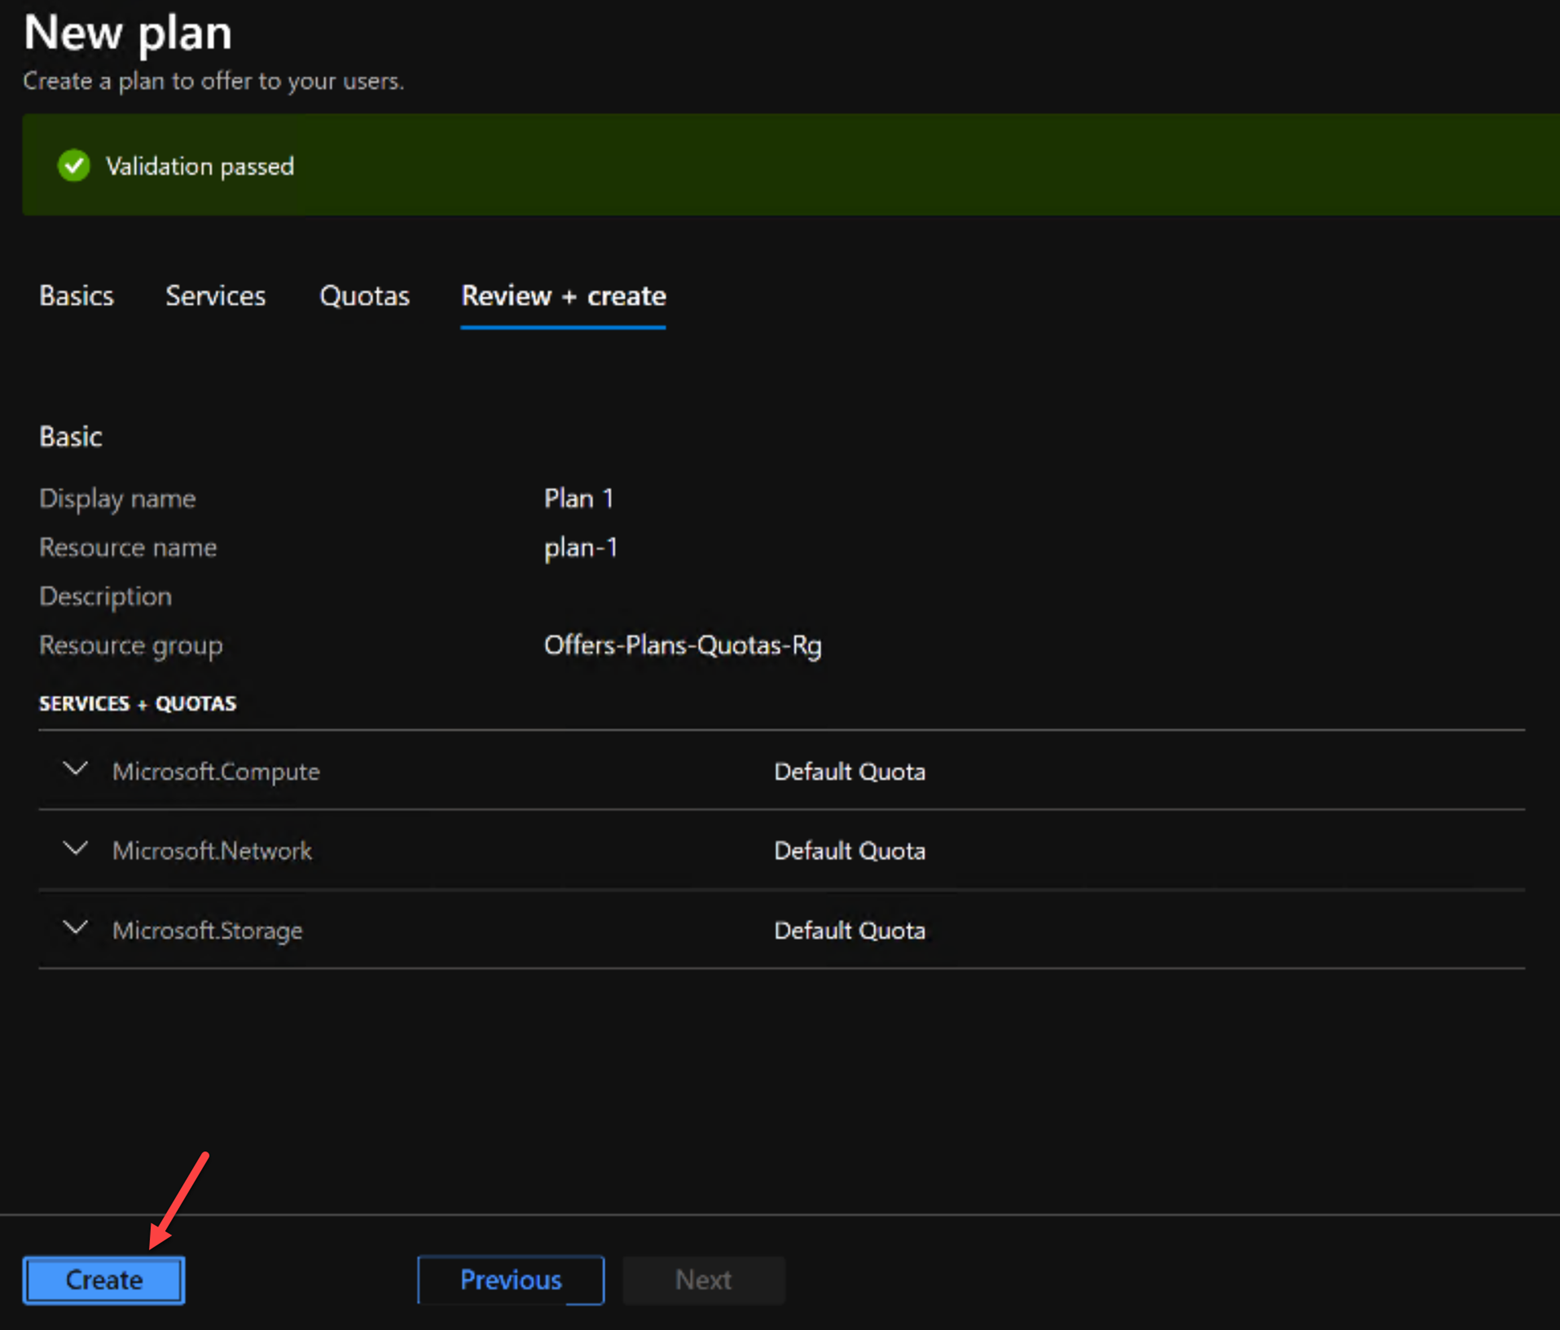 New plan
Create a plan to offer to your users.
Validation passed
Basics Services Quotas Review + create
Basic
Display name Plan 1
Resource name plan-1
Description
Resource group Offers-Plans-Quotas-Rg
SERVICES + QUOTAS
Microsoft.Compute Default Quota
Microsoft.Network Default Quota
Microsoft.Storage Default Quota
Create Previous Next